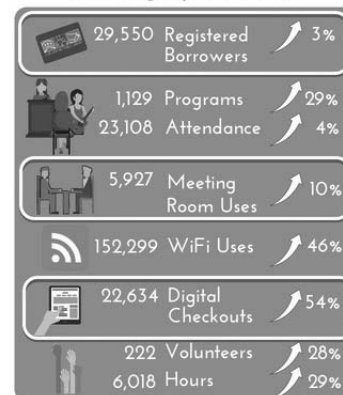 29,550 Registered Borrowers 3%
1,129 Programs 29%
23,108 Attendance 4%
5,927 Meeting Room Uses 10%
152,299 WiFi Uses 46%
22,634 Digital Checkouts 54%
222 Volunteers 28%
6,018 Hours 29%